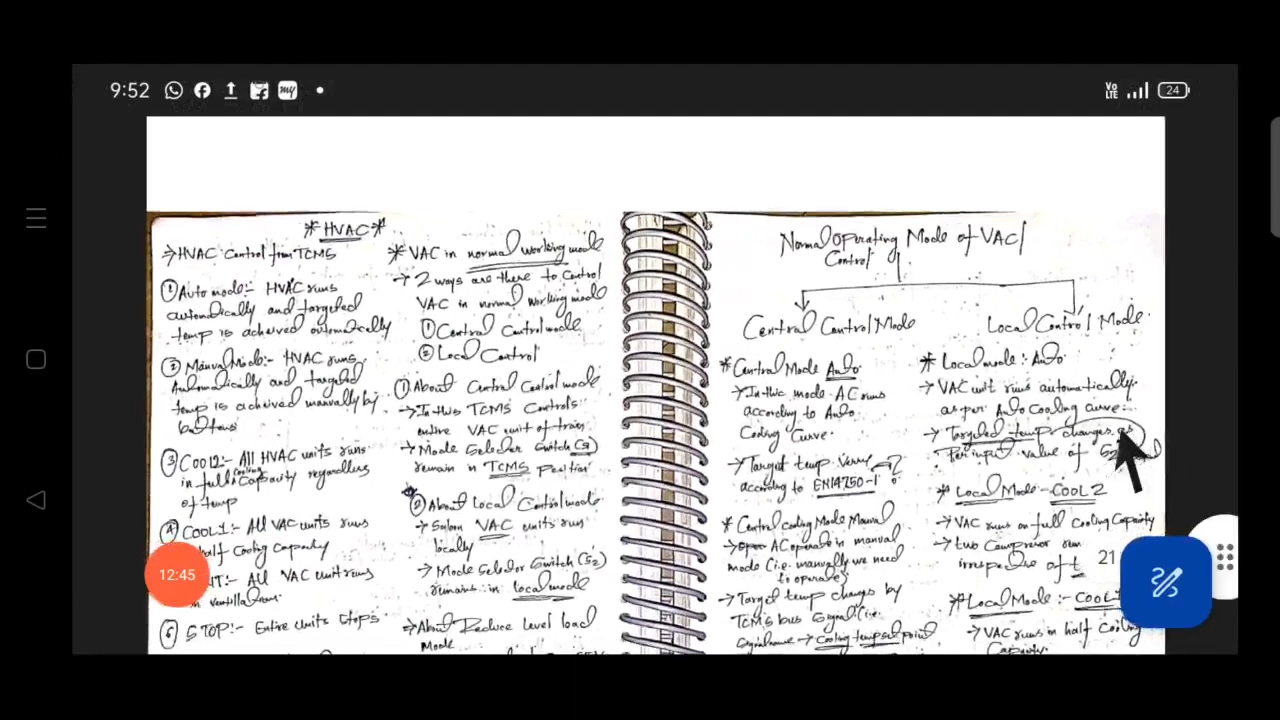 9:52
my
Vo
LTE
24
*HVAC*
→HVAC Control from TCMS
① Auto mode:- HVAC runs
automatically and targeted
temp is achieved automatically
② Manual Mode:- HVAC runs
Automatically and targeted
temp is achieved manually by
③ COOL2:- All HVAC units runs
in full cooling Capacity regardless
of temp
④ COOL1:- All VAC units runs
half Cooling Capacity
:- All VAC unit runs
in ventilation
⑥ STOP:- Entire units stops
12:45
* VAC in normal working mode
→ 2 ways are there to Control
VAC in normal working mode
① Central Control mode
② Local Control
① About Central Control mode
→ In this TCMS Controls
entire VAC unit of train
→ Mode Selector Switch
remain in TCMS position
② About Local Control mode
→ Saloon VAC units run
locally
→ Mode Selector Switch (S2)
remains in local mode
→ About Reduce level load
Mode
Normal Operating Mode of VAC/
Control
Central Control Mode
* Central Mode Auto
→ In this mode AC runs
according to Auto
Cooling Curve.
→ Target temp Vary ?
according to EN14750-1
* Central cooling Mode Manual
→ AC operate in manual
mode (i.e. manually we need
to operate)
→ Target temp changes by
TCMS bus Signal (i.e.
Signalname → Cooling temp set point
Local Control Mode.
* Local mode: Auto
→ VAC unit runs automatically
as per Auto Cooling curve:-
→ Targeted temp changes as
Per input value of S2
* Local Mode - COOL2
→ VAC runs on full Cooling Capacity
→ two Compressor run
irrespective of t
21
* Local Mode :- COOL1
→ VAC runs in half Cooling
Capacity.